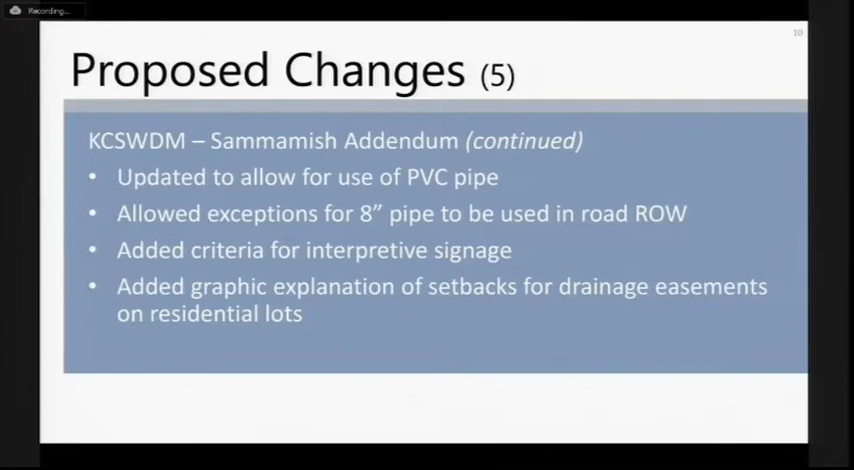 Recording...
10
Proposed Changes (5)
KCSWDM – Sammamish Addendum (continued)
• Updated to allow for use of PVC pipe
• Allowed exceptions for 8” pipe to be used in road ROW
• Added criteria for interpretive signage
• Added graphic explanation of setbacks for drainage easements
on residential lots